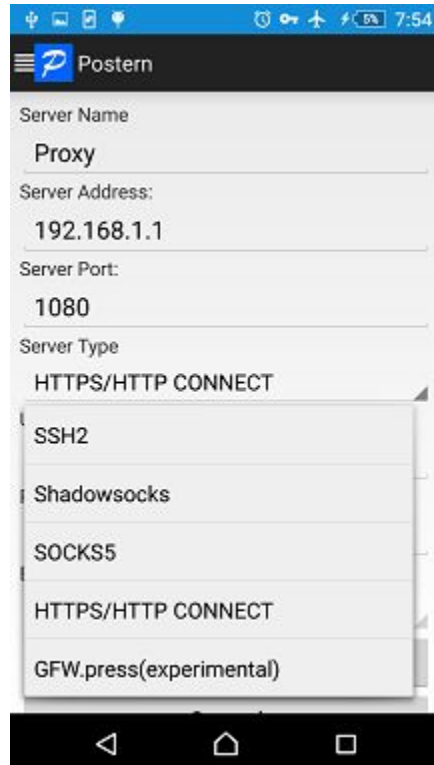 5% 7:54
Postern
Server Name
Proxy
Server Address:
192.168.1.1
Server Port:
1080
Server Type
HTTPS/HTTP CONNECT
SSH2
Shadowsocks
SOCKS5
HTTPS/HTTP CONNECT
GFW.press(experimental)